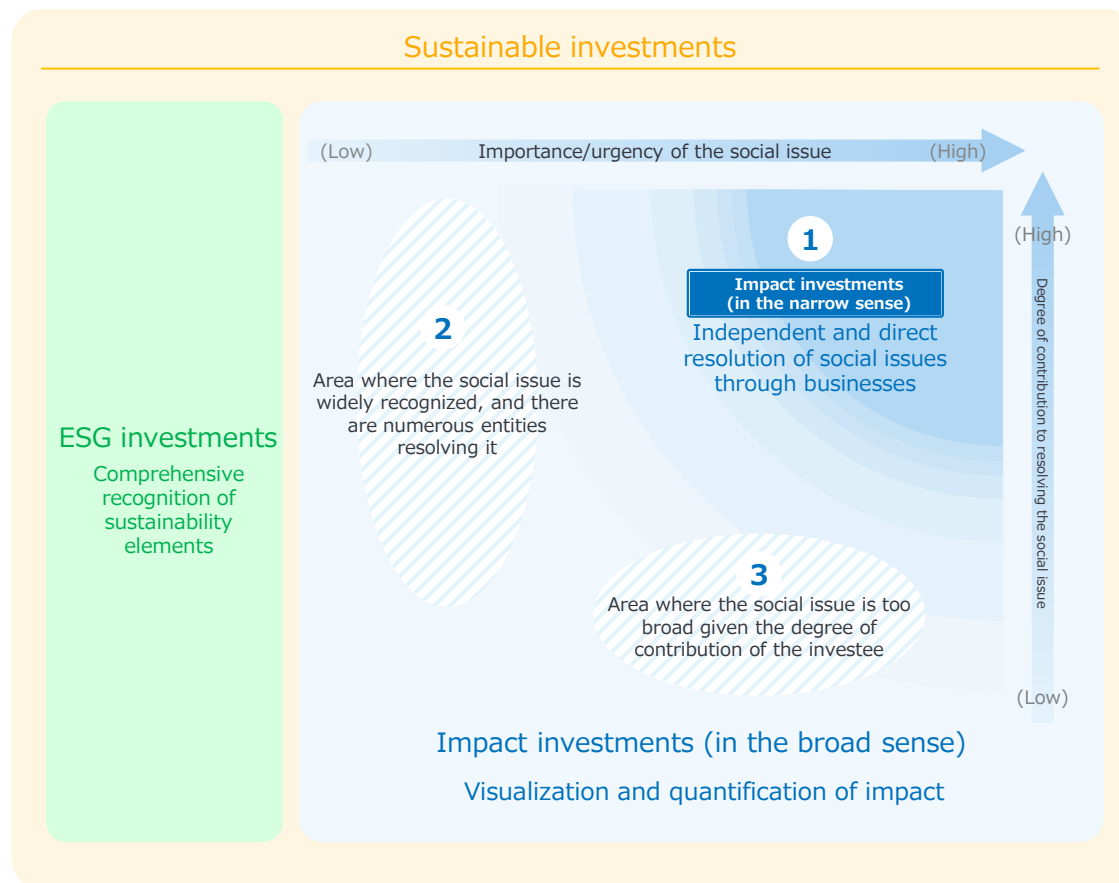 Sustainable investments
(Low)
Importance/urgency of the social issue
(High)
1
Impact investments
(in the narrow sense)
Independent and direct
resolution of social issues
through businesses
2
Area where the social issue is
widely recognized, and there
are numerous entities
resolving it
ESG investments
Comprehensive
recognition of
sustainability
elements
3
Area where the social issue is too
broad given the degree of
contribution of the investee
(High)
Degree of contribution to resolving the social issue
(Low)
Impact investments (in the broad sense)
Visualization and quantification of impact